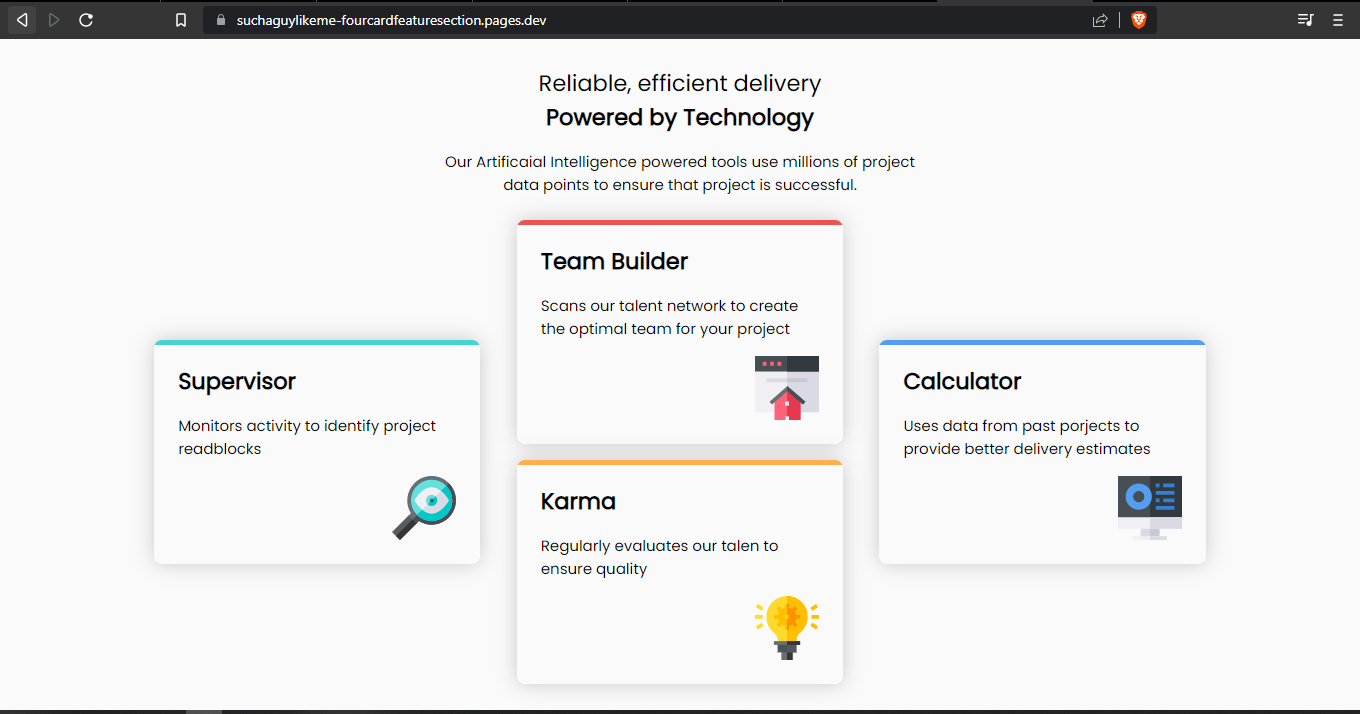 suchaguylikeme-fourcardfeaturesection.pages.dev
Reliable, efficient delivery
Powered by Technology
Our Artificaial Intelligence powered tools use millions of project
data points to ensure that project is successful.
Team Builder
Scans our talent network to create
the optimal team for your project
Supervisor
Monitors activity to identify project
readblocks
Calculator
Uses data from past porjects to
provide better delivery estimates
Karma
Regularly evaluates our talen to
ensure quality